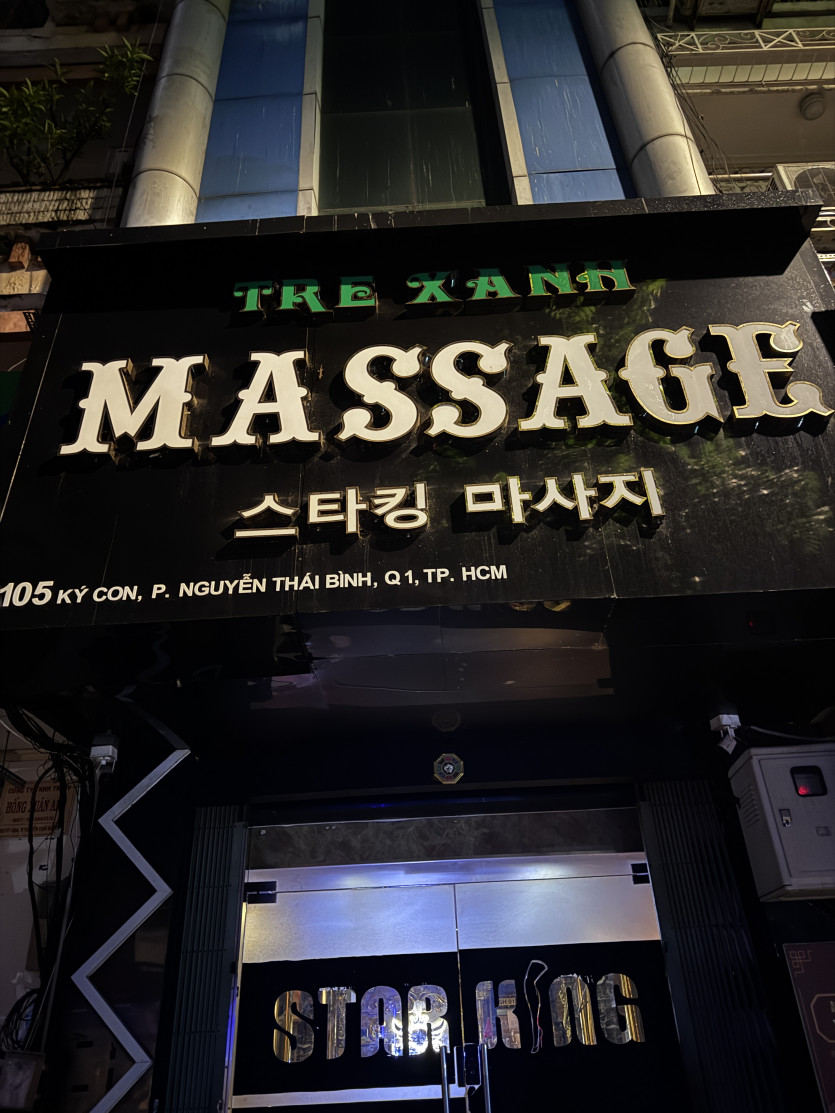 TRE XANH
MASSAGE
스타킹 마사지
105 KÝ CON, P. NGUYỄN THÁI BÌNH, Q1, TP. HCM
STAR KING